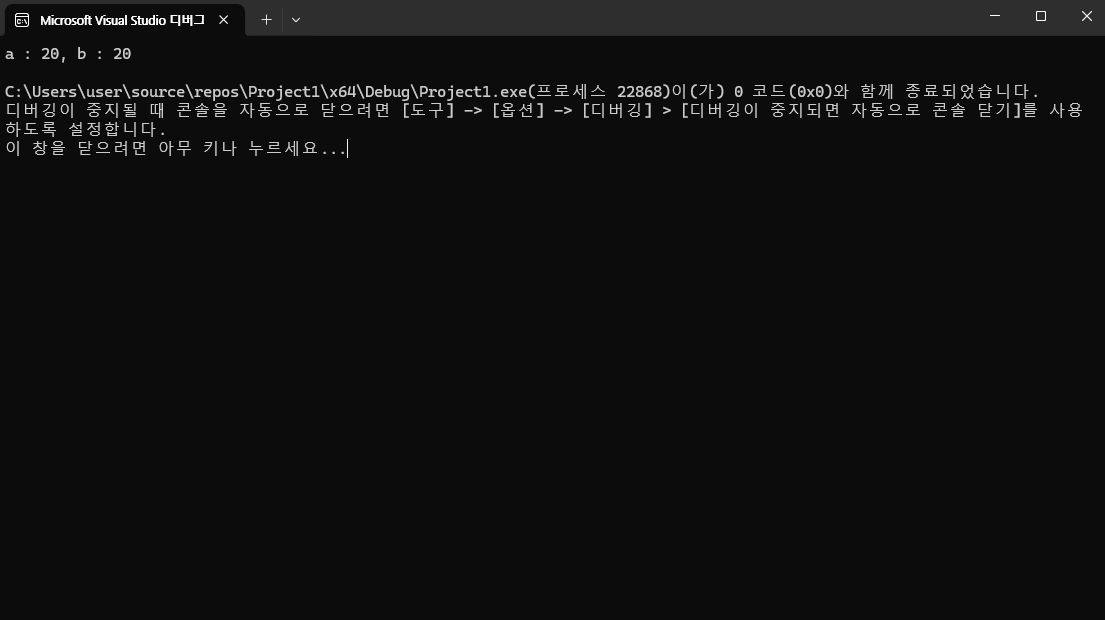 Microsoft Visual Studio 디버그
a : 20, b : 20
C:\Users\user\source\repos\Project1\x64\Debug\Project1.exe(프로세스 22868)이(가) 0 코드(0x0)와 함께 종료되었습니다.
디버깅이 중지될 때 콘솔을 자동으로 닫으려면 [도구] -> [옵션] -> [디버깅] > [디버깅이 중지되면 자동으로 콘솔 닫기]를 사용
하도록 설정합니다.
이 창을 닫으려면 아무 키나 누르세요...